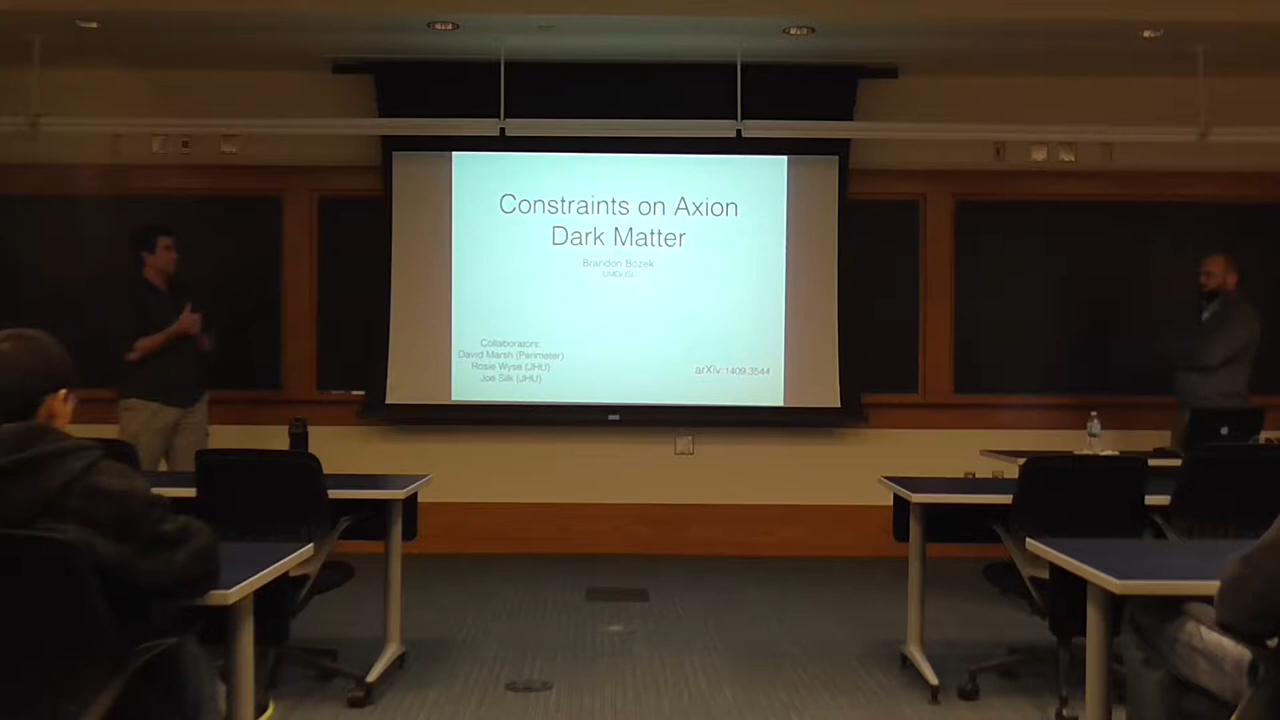 Constraints on Axion
Dark Matter
Brandon Bozek
Collaborators:
David Marsh (Perimeter)
Rosie Wyse (JHU)
Joe Silk (JHU)
arXiv:1409.3544